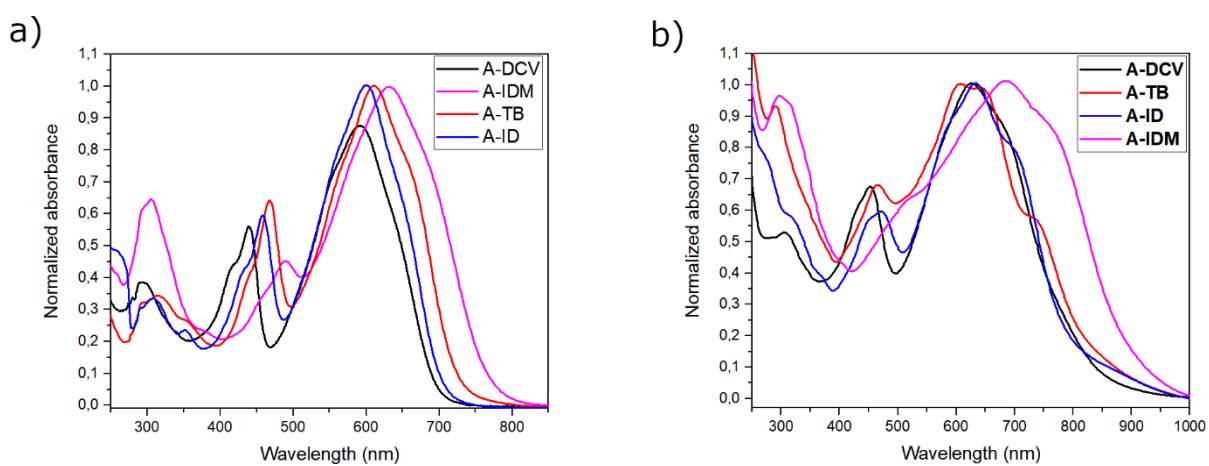 a)
1,1
1,0
0,9
0,8
0,7
0,6
0,5
0,4
0,3
0,2
0,1
0,0
Normalized absorbance
A-DCV
A-IDM
A-TB
A-ID
300 400 500 600 700 800
Wavelength (nm)
b)
1,1
1,0
0,9
0,8
0,7
0,6
0,5
0,4
0,3
0,2
0,1
0,0
Normalized absorbance
A-DCV
A-TB
A-ID
A-IDM
300 400 500 600 700 800 900 1000
Wavelength (nm)